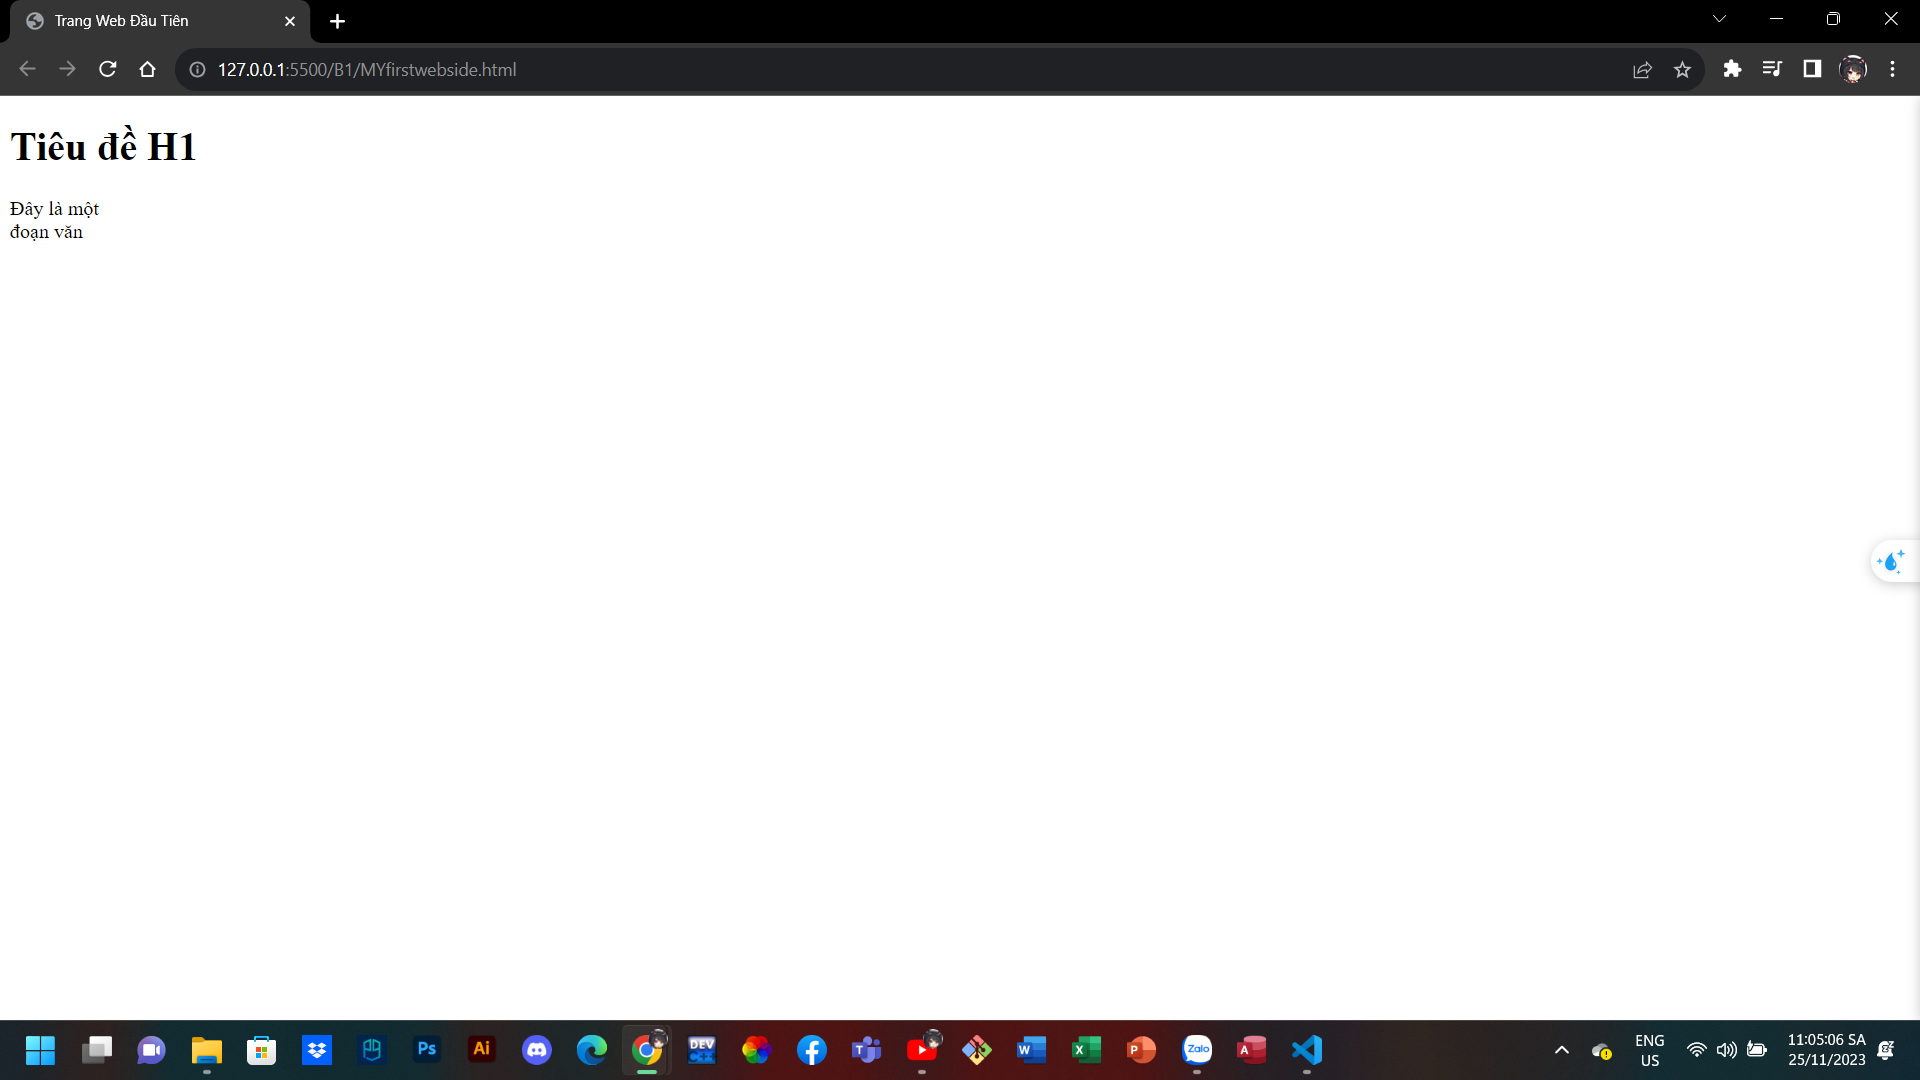 Trang Web Đầu Tiên
127.0.0.1:5500/B1/MYfirstwebside.html
Tiêu đề H1
Đây là một
đoạn văn
Ps
Ai
DEV
C++
T
W
X
P
Zalo
A
ENG
US
11:05:06 SA
25/11/2023